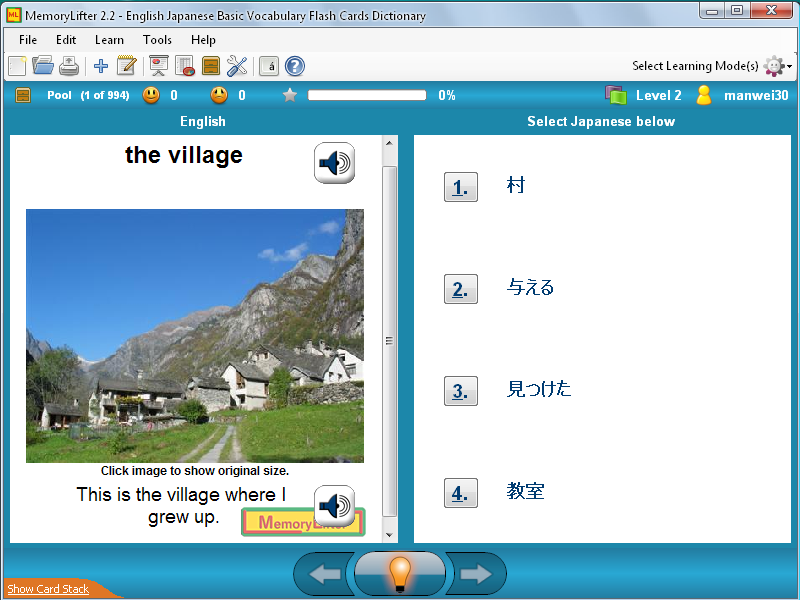 MemoryLifter 2.2 - English Japanese Basic Vocabulary Flash Cards Dictionary
File Edit Learn Tools Help
á ? Select Learning Mode(s)
Pool (1 of 994) 0 0 0% Level 2 manwei30
English
Select Japanese below
the village
Click image to show original size.
This is the village where I
grew up.
MemoryLifter
1. 村
2. 与える
3. 見つけた
4. 教室
Show Card Stack